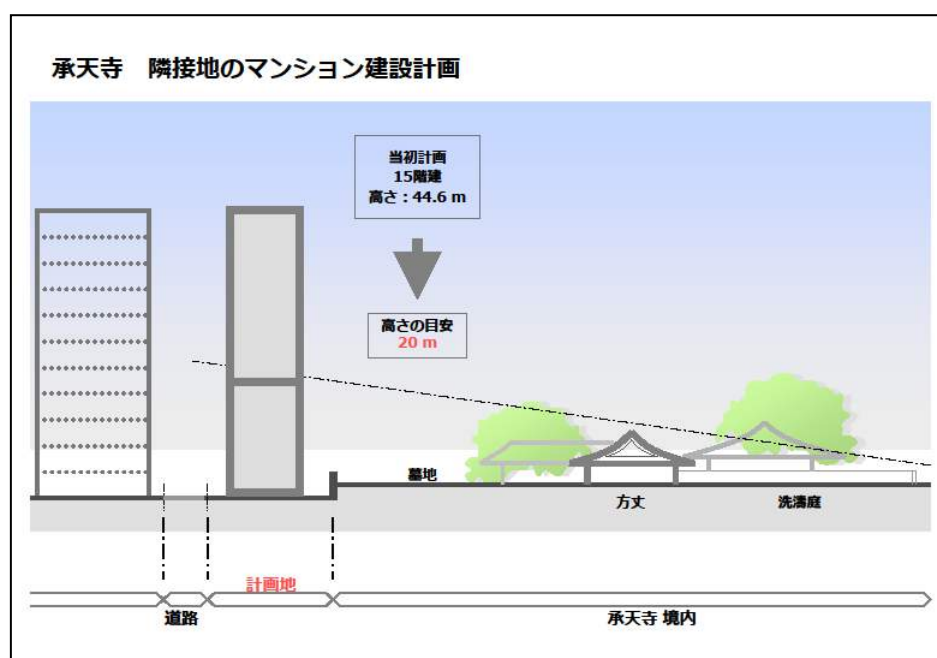 承天寺　隣接地のマンション建設計画
当初計画
15階建
高さ：44.6 m
高さの目安
20 m
墓地
方丈
洗濤庭
計画地
道路
承天寺 境内